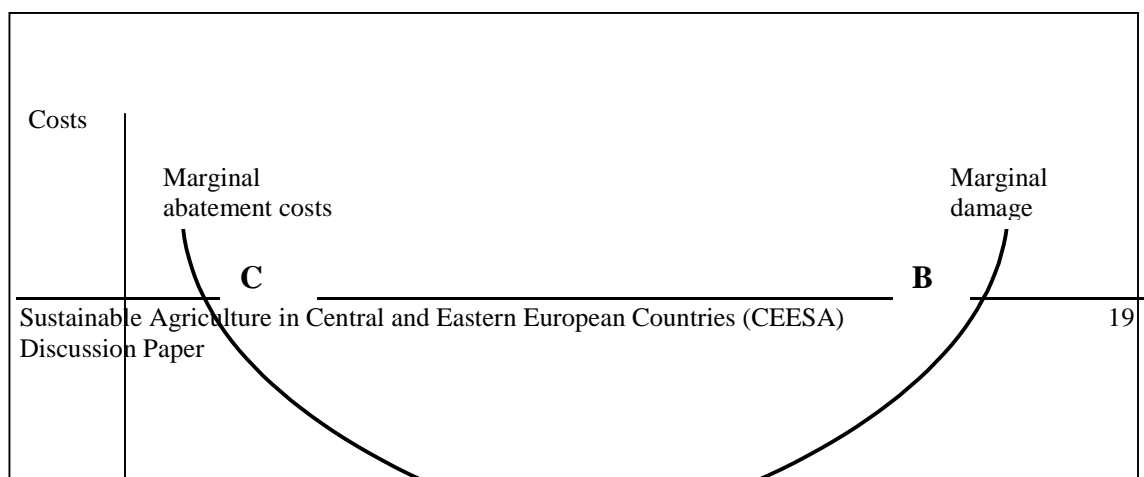 Costs
Marginal
abatement costs
Marginal
damage
C
B
Sustainable Agriculture in Central and Eastern European Countries (CEESA) 19
Discussion Paper